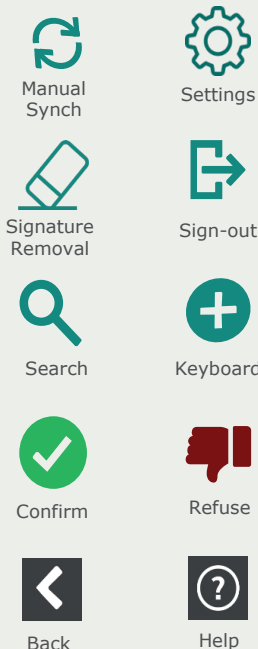 Manual
Synch
Settings
Signature
Removal
Sign-out
Search
Keyboard
Confirm
Refuse
?
Back
Help